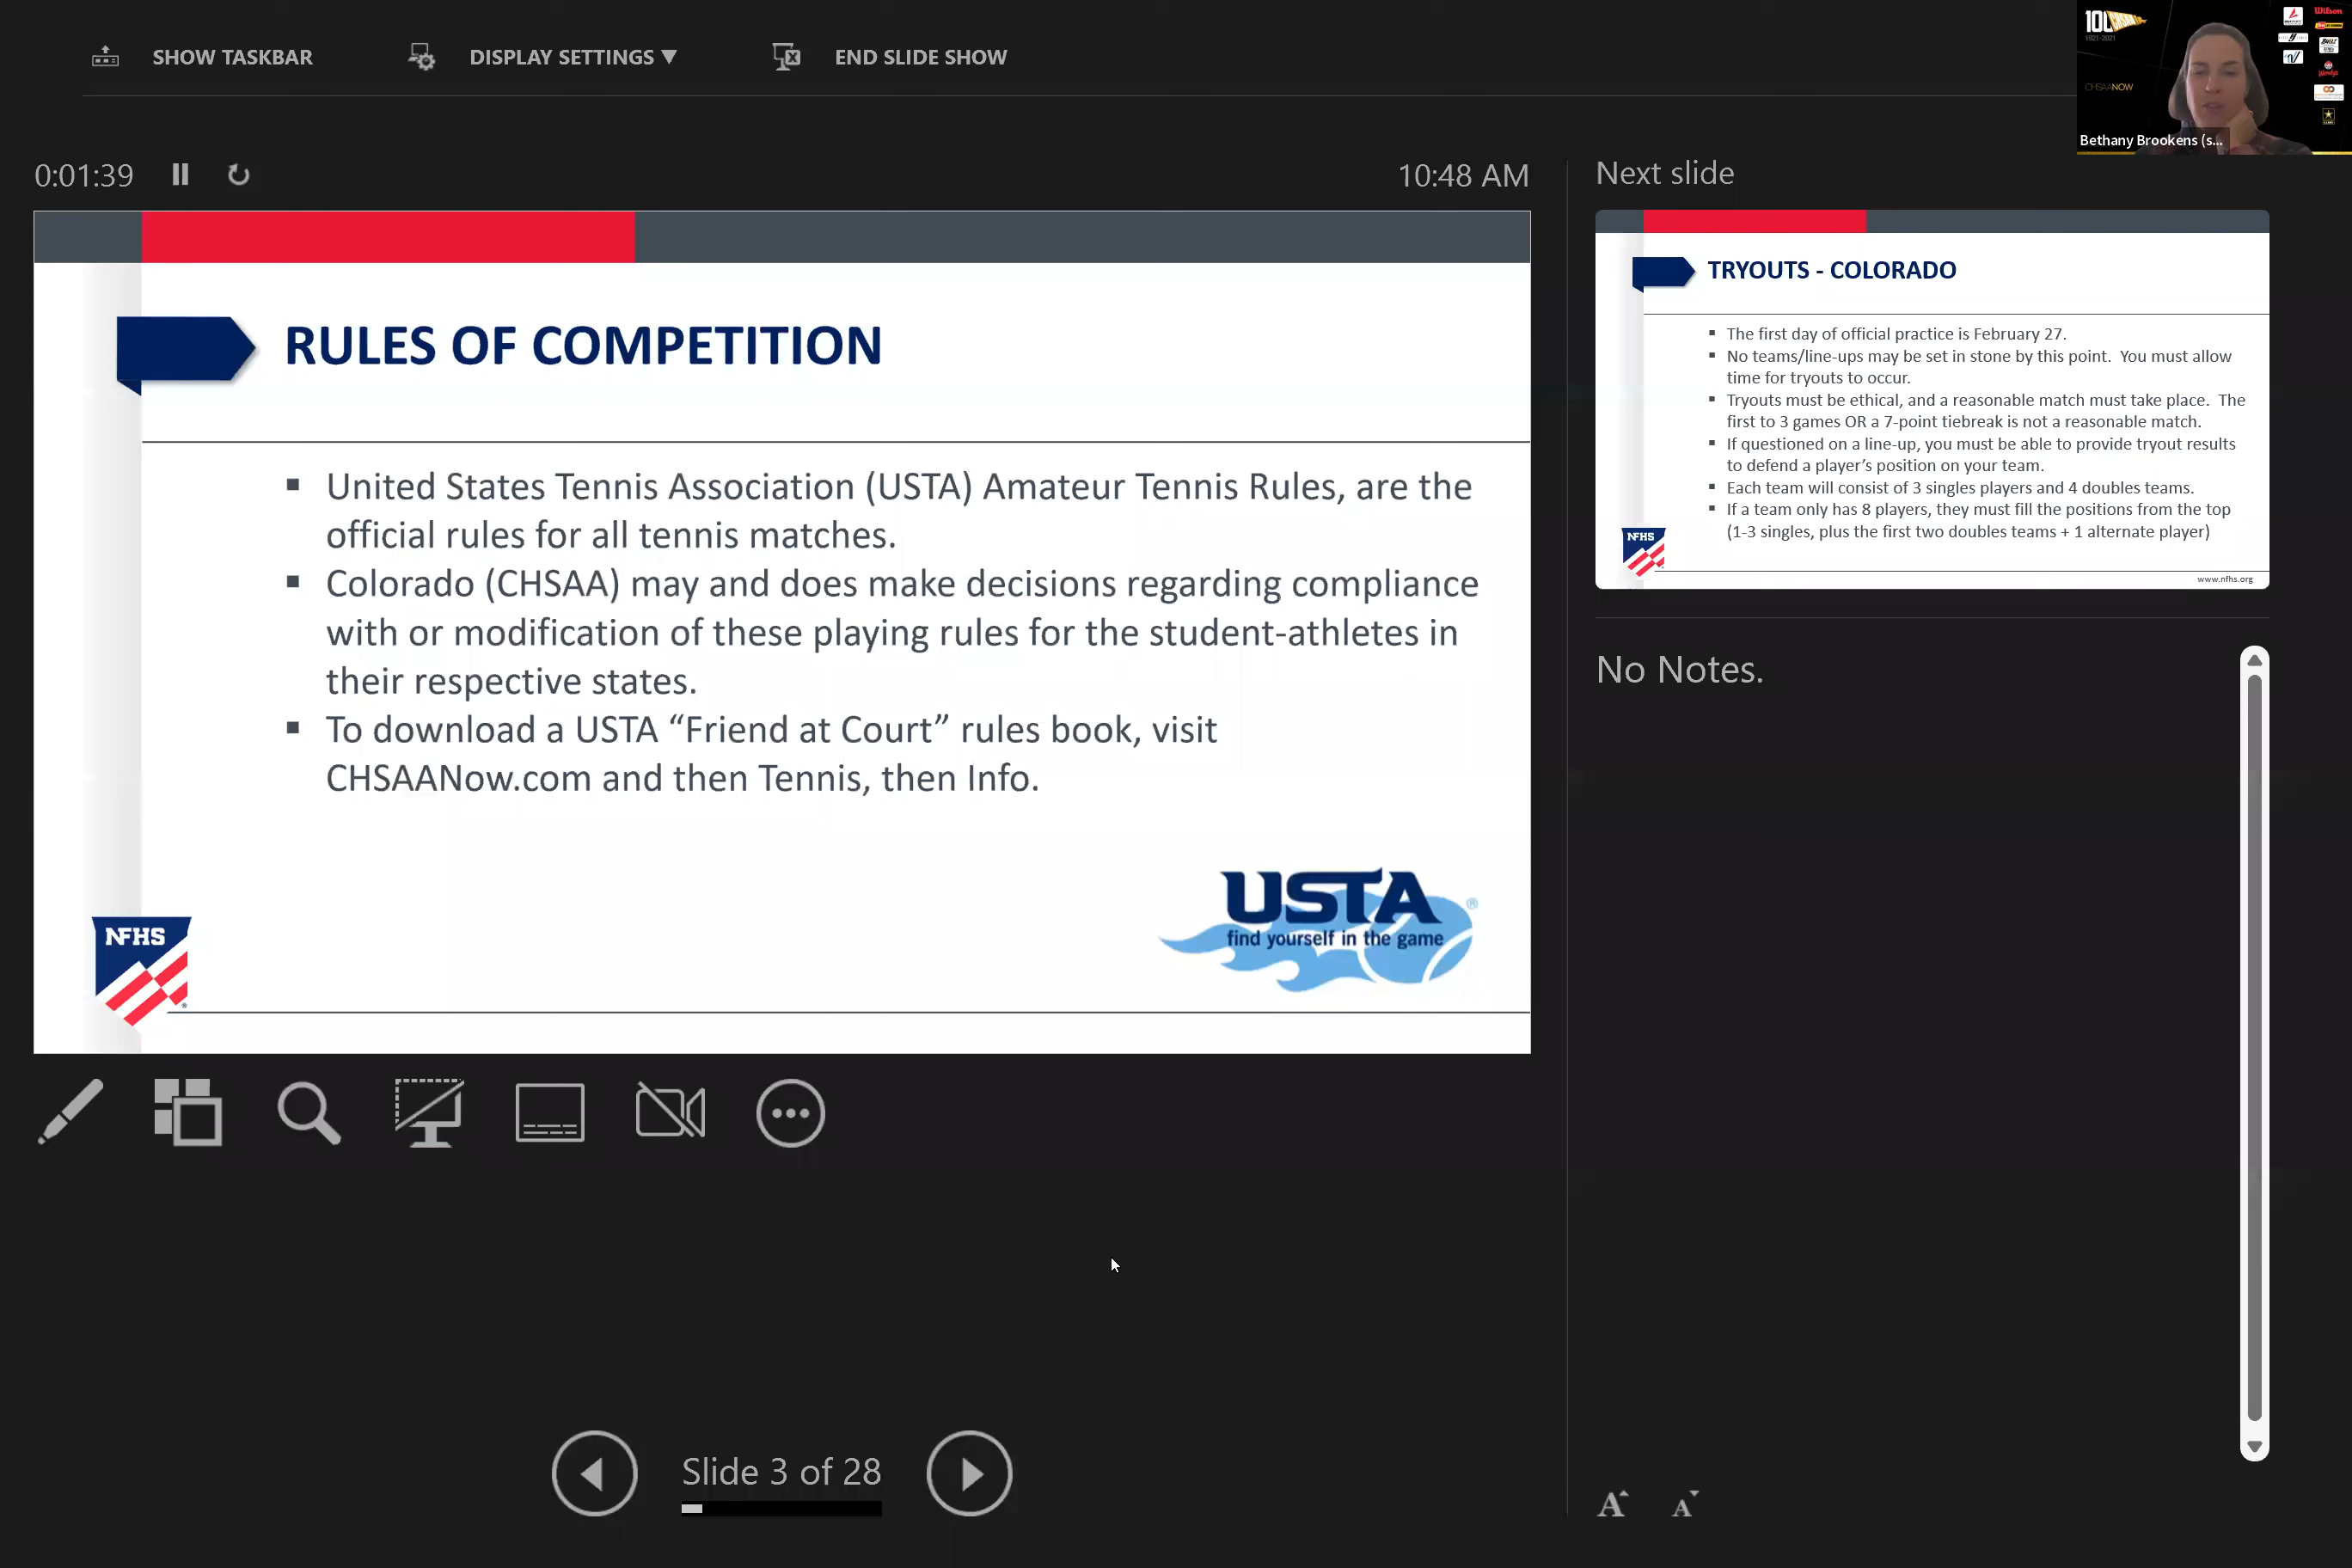 SHOW TASKBAR
DISPLAY SETTINGS ▼
END SLIDE SHOW
0:01:39
10:48 AM
RULES OF COMPETITION
▪ United States Tennis Association (USTA) Amateur Tennis Rules, are the
official rules for all tennis matches.
▪ Colorado (CHSAA) may and does make decisions regarding compliance
with or modification of these playing rules for the student-athletes in
their respective states.
▪ To download a USTA “Friend at Court” rules book, visit
CHSAANow.com and then Tennis, then Info.
NFHS
USTA
find yourself in the game
Slide 3 of 28
CHSAA
1921-2021
CHSAANOW
Wilson
Wendy's
Bethany Brookens (s...
Next slide
TRYOUTS - COLORADO
▪ The first day of official practice is February 27.
▪ No teams/line-ups may be set in stone by this point.  You must allow
time for tryouts to occur.
▪ Tryouts must be ethical, and a reasonable match must take place.  The
first to 3 games OR a 7-point tiebreak is not a reasonable match.
▪ If questioned on a line-up, you must be able to provide tryout results
to defend a player’s position on your team.
▪ Each team will consist of 3 singles players and 4 doubles teams.
▪ If a team only has 8 players, they must fill the positions from the top
(1-3 singles, plus the first two doubles teams + 1 alternate player)
NFHS
www.nfhs.org
No Notes.
A A